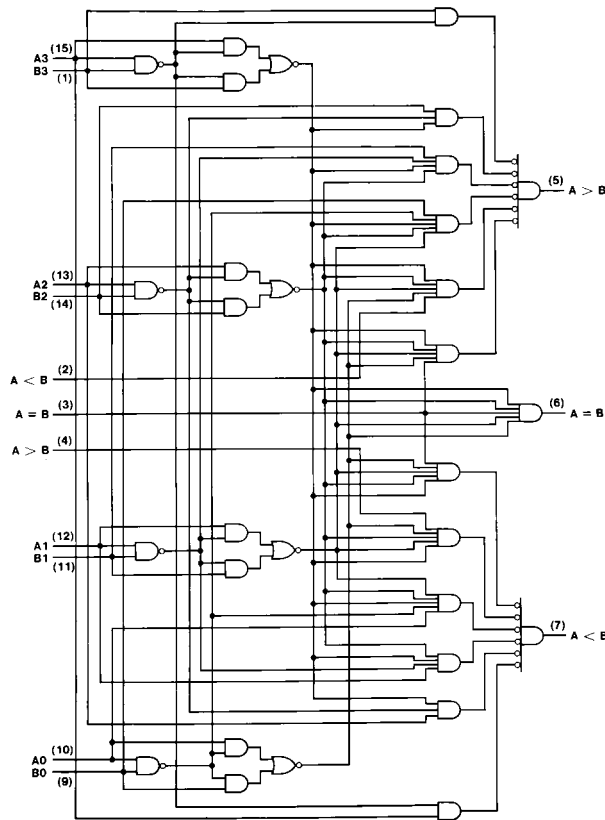 (15)
A3
B3
(1)
(5)
A > B
(13)
A2
B2
(14)
(2)
A < B
(3)
A = B
(6)
A = B
(4)
A > B
(12)
A1
B1
(11)
(7)
A < B
(10)
A0
B0
(9)